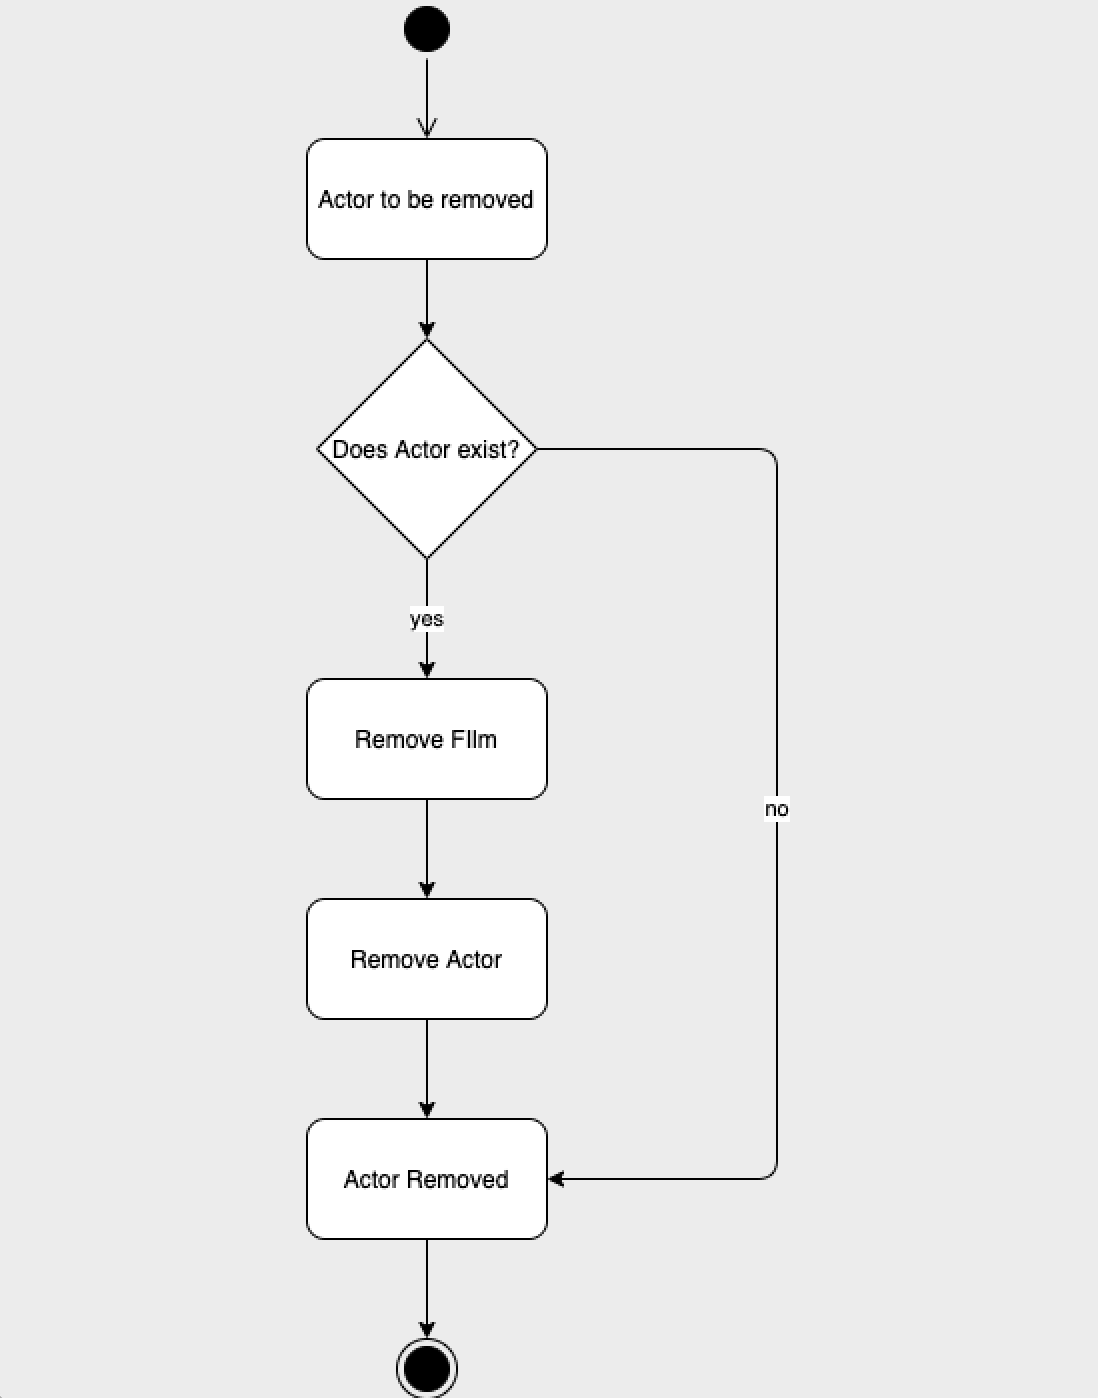 Actor to be removed
Does Actor exist?
yes
Remove FIlm
no
Remove Actor
Actor Removed